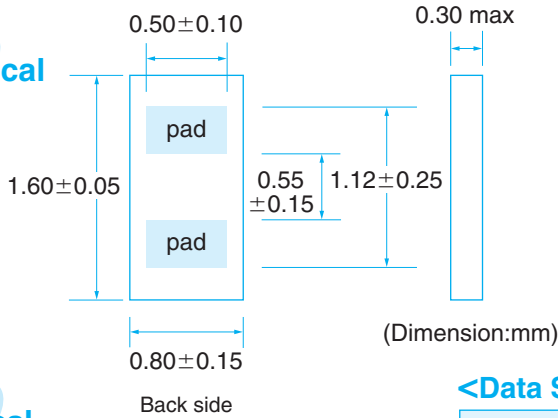 0.50±0.10
0.30 max
cal
pad
1.60±0.05
0.55
±0.15
1.12±0.25
pad
(Dimension:mm)
0.80±0.15
Back side
<Data S